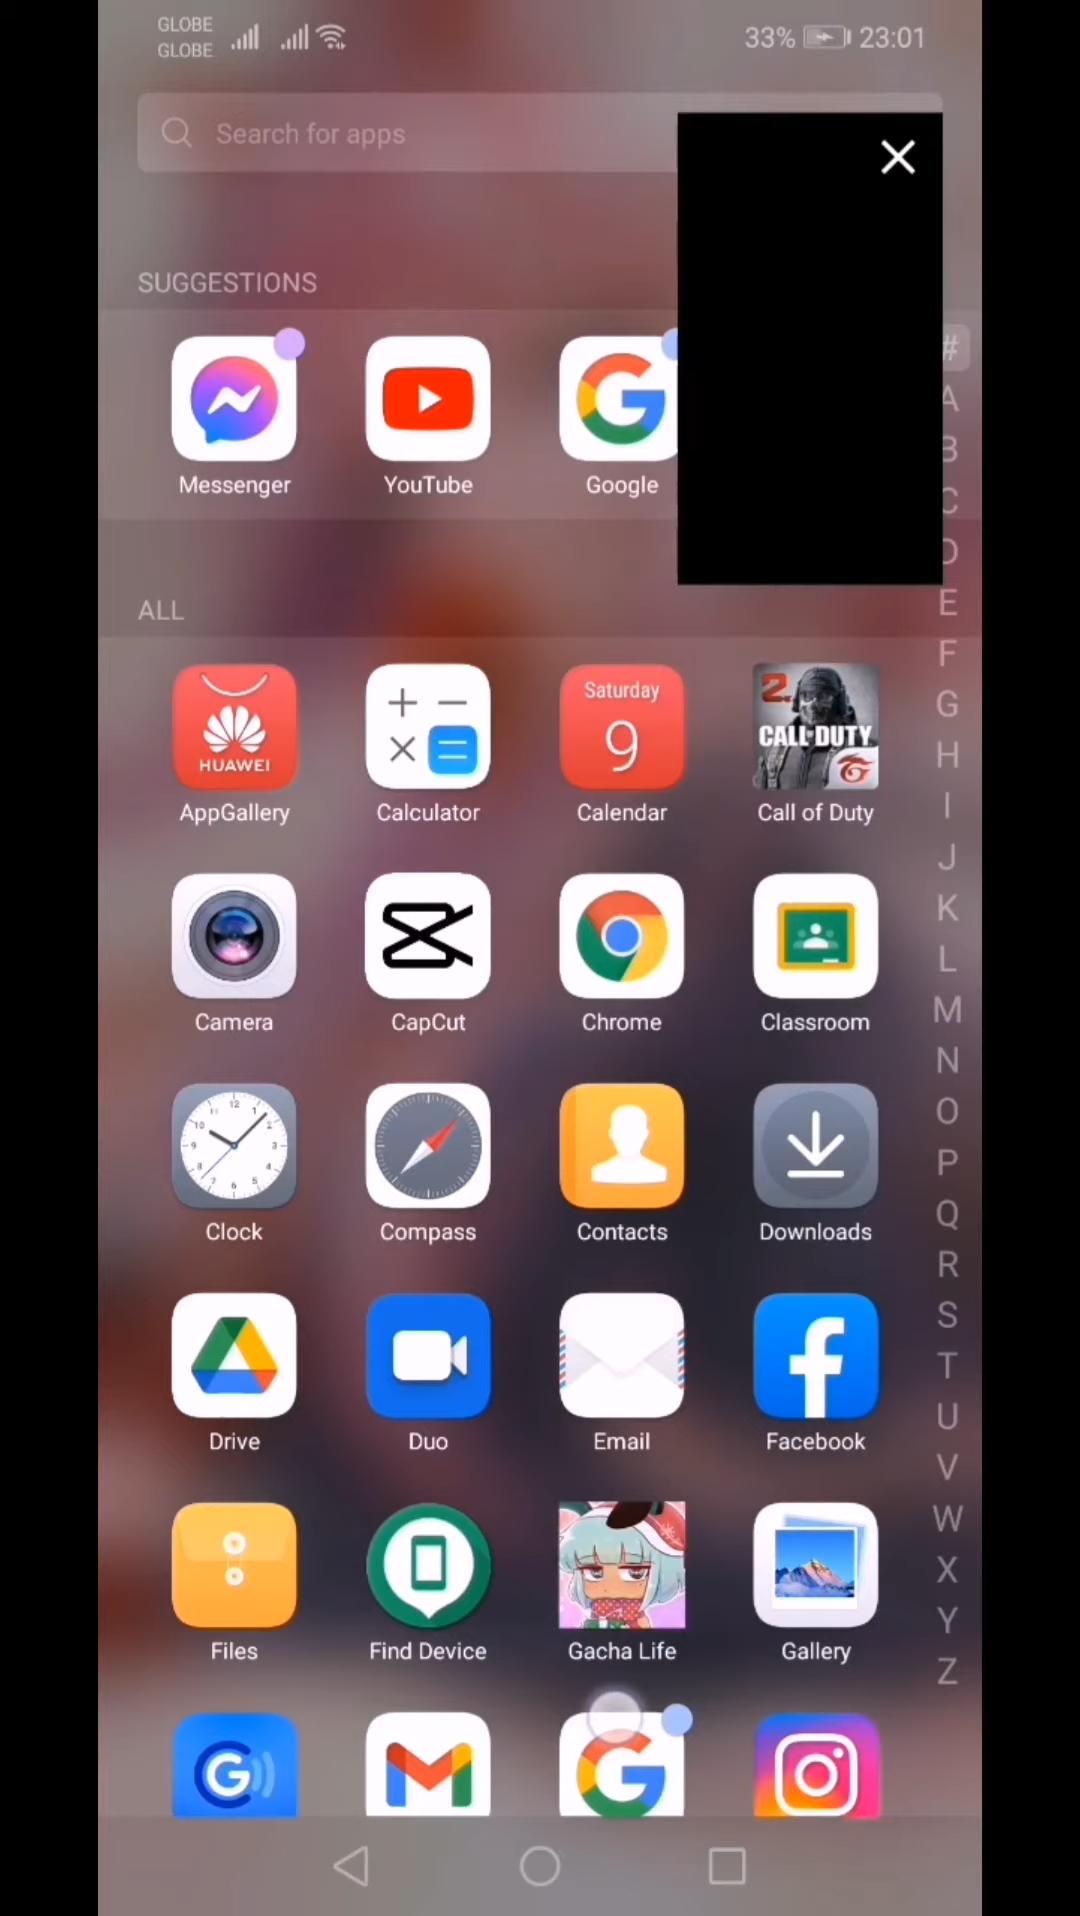 GLOBE
GLOBE
33% 23:01
Search for apps
SUGGESTIONS
Messenger YouTube Google
ALL
HUAWEI
Saturday
9
2.
CALL DUTY
AppGallery Calculator Calendar Call of Duty
Camera CapCut Chrome Classroom
Clock Compass Contacts Downloads
Drive Duo Email Facebook
Files Find Device Gacha Life Gallery
#
A
B
C
D
E
F
G
H
I
J
K
L
M
N
O
P
Q
R
S
T
U
V
W
X
Y
Z